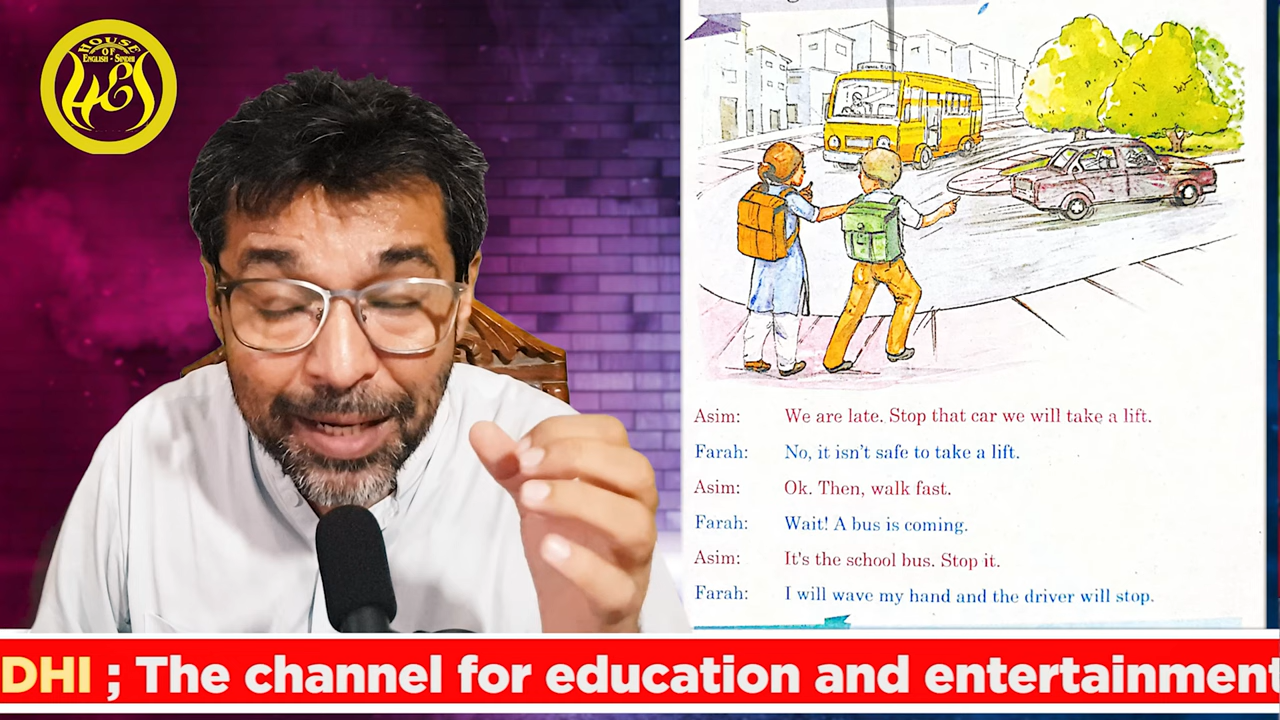 HOUSE
OF
ENGLISH - SINDHI
SCHOOL BUS
Asim: We are late. Stop that car we will take a lift.
Farah: No, it isn't safe to take a lift.
Asim: Ok. Then, walk fast.
Farah: Wait! A bus is coming.
Asim: It's the school bus. Stop it.
Farah: I will wave my hand and the driver will stop.
DHI ; The channel for education and entertainment